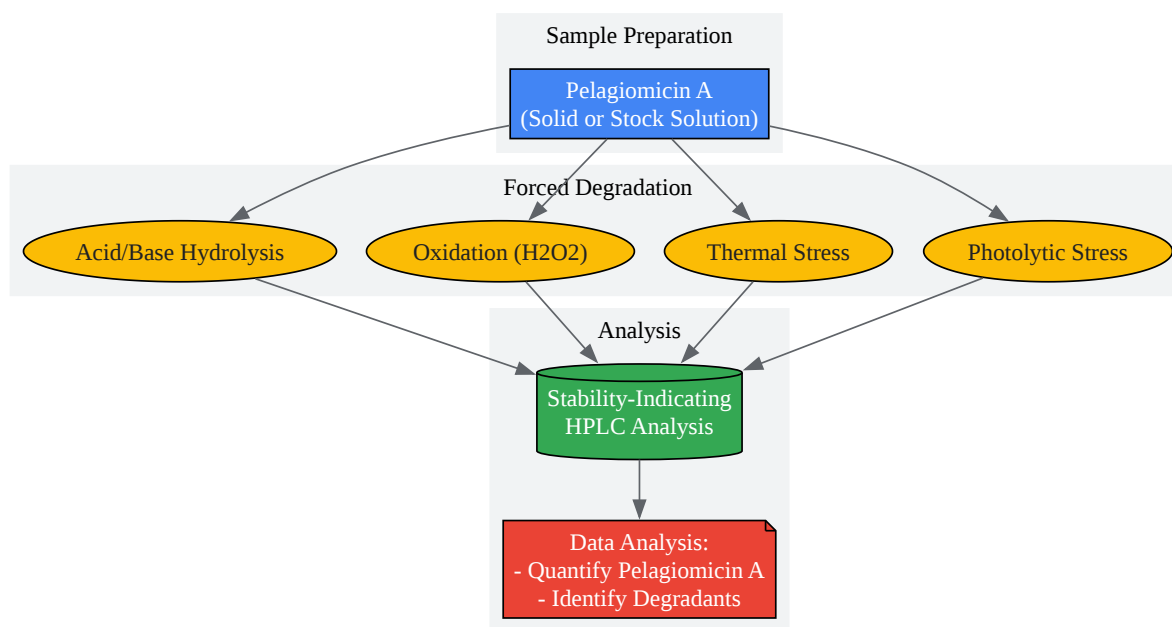 Sample Preparation
Pelagiomicin A
(Solid or Stock Solution)
Forced Degradation
Acid/Base Hydrolysis
Oxidation (H2O2)
Thermal Stress
Photolytic Stress
Analysis
Stability-Indicating
HPLC Analysis
Data Analysis:
- Quantify Pelagiomicin A
- Identify Degradants